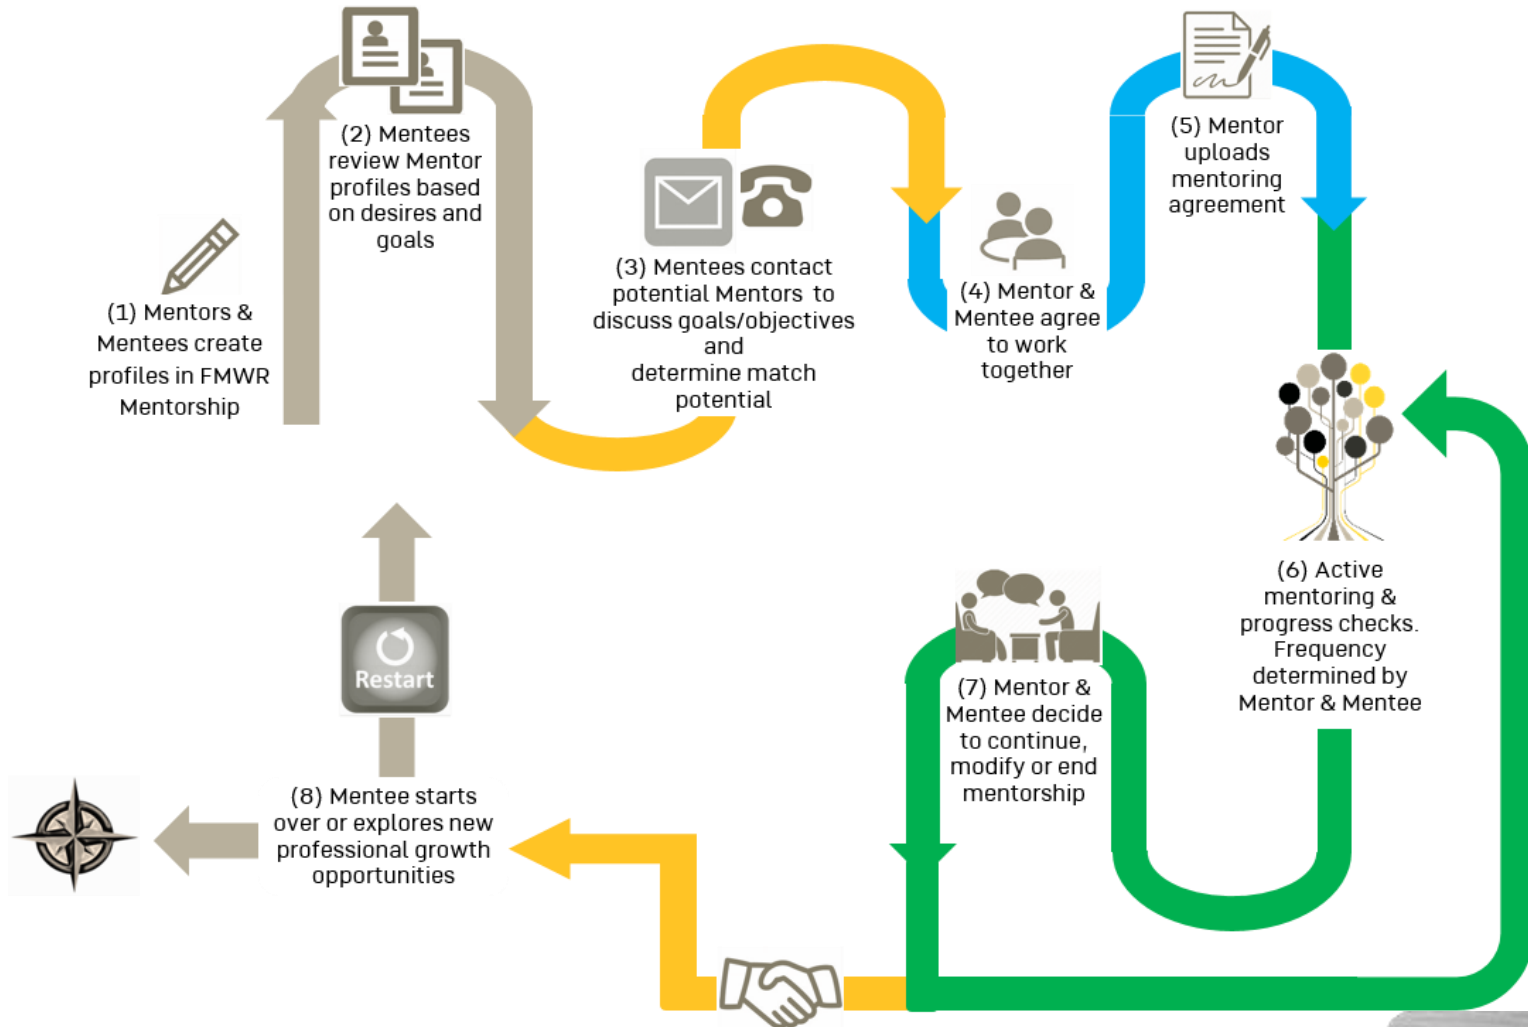 (1) Mentors &
Mentees create
profiles in FMWR
Mentorship
(2) Mentees
review Mentor
profiles based
on desires and
goals
(3) Mentees contact
potential Mentors to
discuss goals/objectives
and
determine match
potential
(4) Mentor &
Mentee agree
to work
together
(5) Mentor
uploads
mentoring
agreement
(6) Active
mentoring &
progress checks.
Frequency
determined by
Mentor & Mentee
(7) Mentor &
Mentee decide
to continue,
modify or end
mentorship
(8) Mentee starts
over or explores new
professional growth
opportunities
Restart